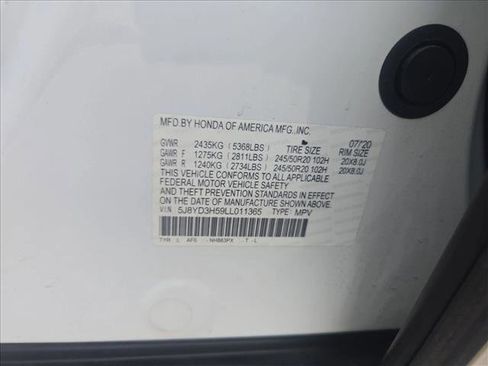 MFD.BY HONDA OF AMERICA MFG.,INC. 07/'20
GVWR 2435KG (5368LBS) TIRE SIZE RIM SIZE
GAWR F 1275KG (2811LBS) 245/50R20 102H 20X8.0J
GAWR R 1240KG (2734LBS) 245/50R20 102H 20X8.0J
THIS VEHICLE CONFORMS TO ALL APPLICABLE
FEDERAL MOTOR VEHICLE SAFETY
AND THEFT PREVENTION STANDARDS IN EFFECT ON
THE DATE OF MANUFACTURE SHOWN ABOVE.
VIN: 5J8YD3H59LL011365 TYPE: MPV
NH883PX